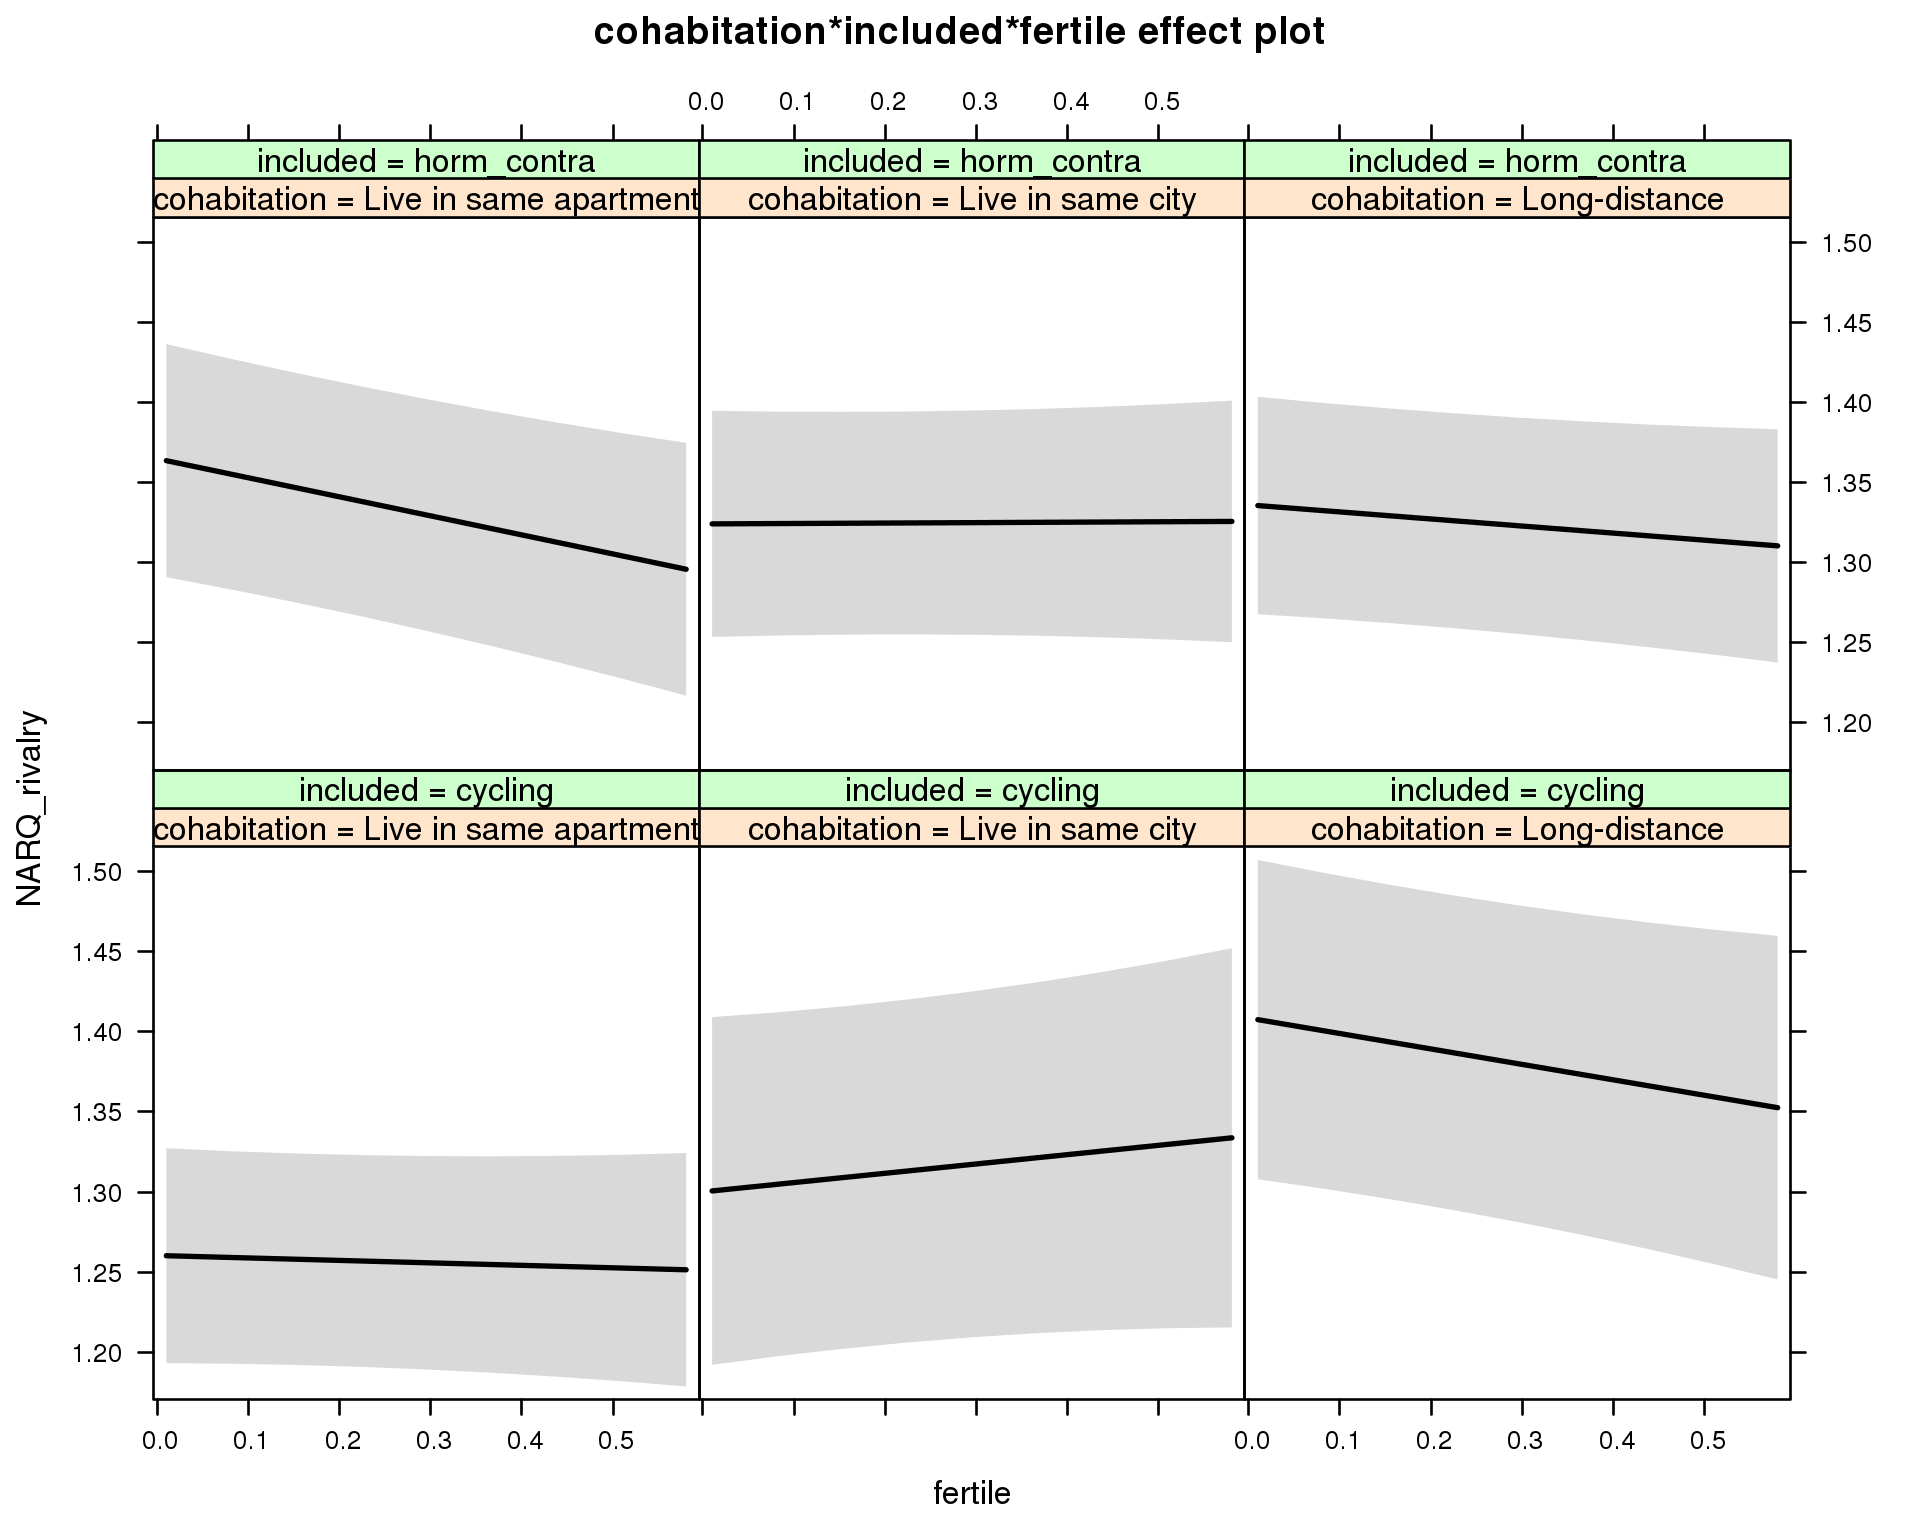 cohabitation*included*fertile effect plot
0.0 0.1 0.2 0.3 0.4 0.5
included = horm_contra included = horm_contra included = horm_contra
cohabitation = Live in same apartment cohabitation = Live in same city cohabitation = Long-distance
1.50
1.45
1.40
1.35
1.30
1.25
1.20
NARQ_rivalry
included = cycling included = cycling included = cycling
cohabitation = Live in same apartment cohabitation = Live in same city cohabitation = Long-distance
1.50
1.45
1.40
1.35
1.30
1.25
1.20
0.0 0.1 0.2 0.3 0.4 0.5 0.0 0.1 0.2 0.3 0.4 0.5
fertile